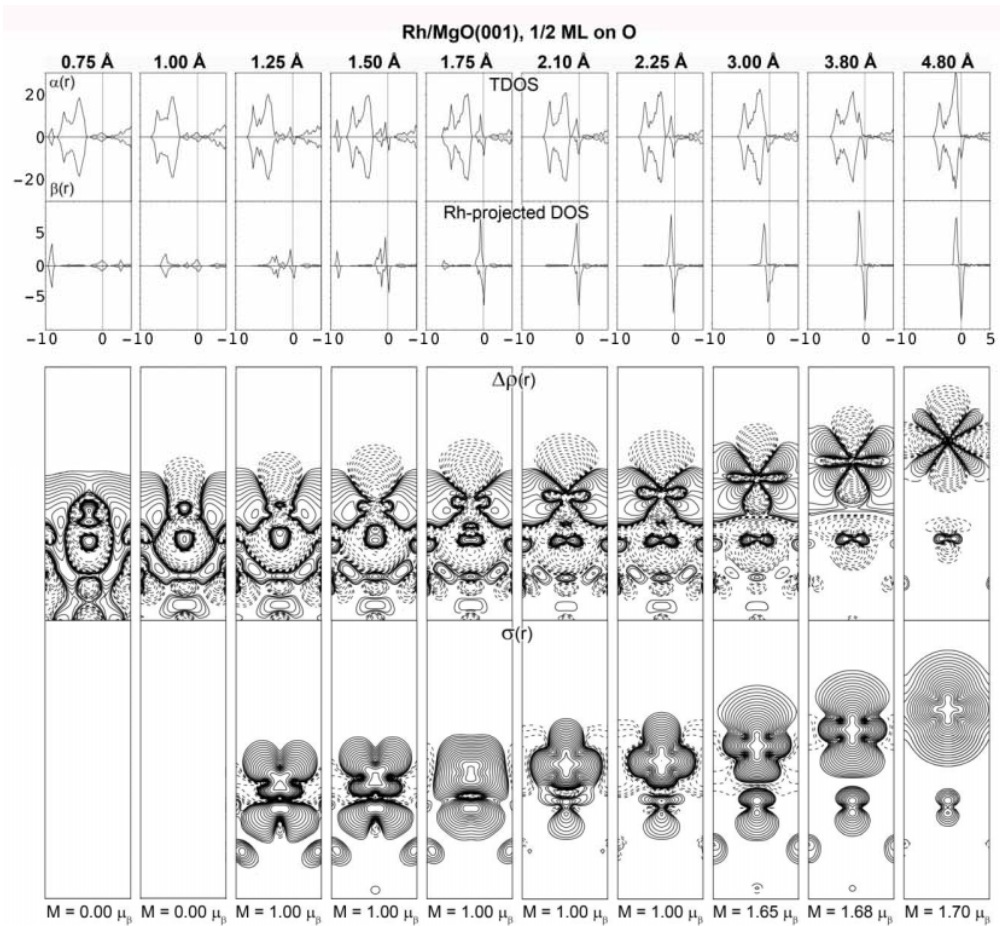 Rh/MgO(001), 1/2 ML on O
0.75 Å 1.00 Å 1.25 Å 1.50 Å 1.75 Å 2.10 Å 2.25 Å 3.00 Å 3.80 Å 4.80 Å
α(r) TDOS
20
0
−20
β(r)
Rh-projected DOS
5
0
−5
−10 0 −10 0 −10 0 −10 0 −10 0 −10 0 −10 0 −10 0 −10 0 −10 0 5
Δρ(r)
σ(r)
M = 0.00 μβ M = 0.00 μβ M = 1.00 μβ M = 1.00 μβ M = 1.00 μβ M = 1.00 μβ M = 1.00 μβ M = 1.65 μβ M = 1.68 μβ M = 1.70 μβ